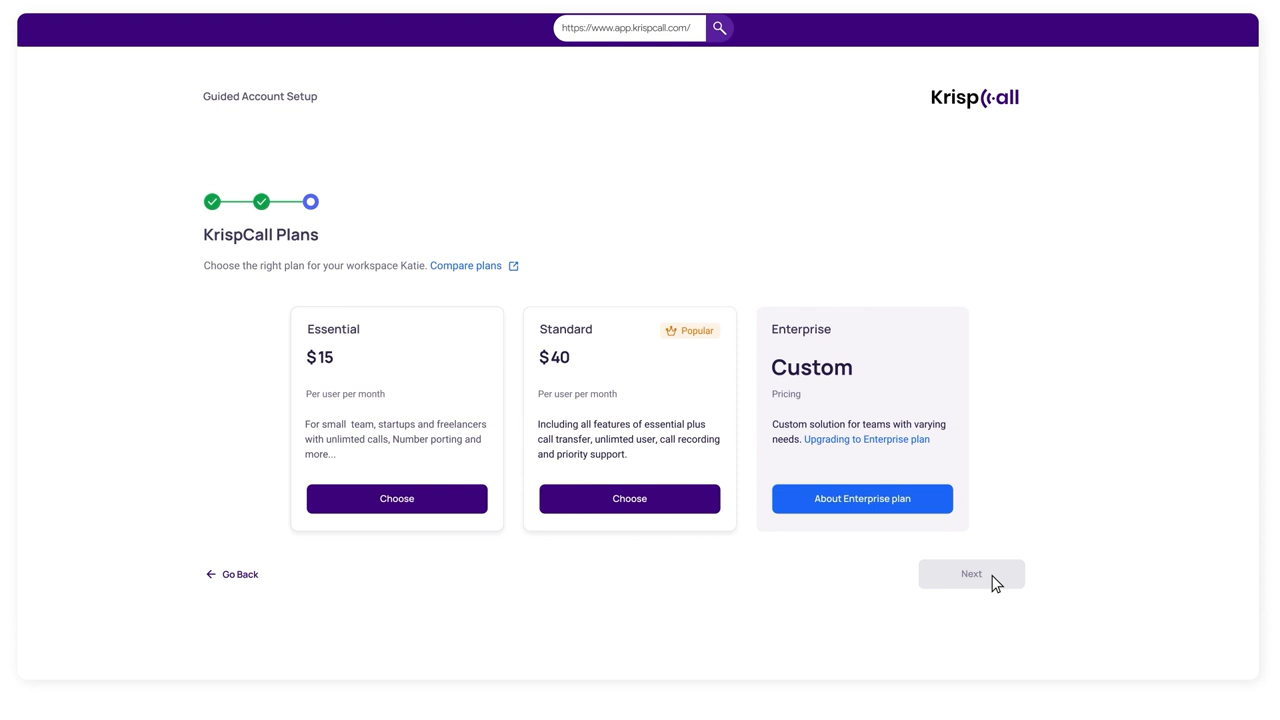 https://www.app.krispcall.com/
Guided Account Setup
KrispCall
KrispCall Plans
Choose the right plan for your workspace Katie. Compare plans
Essential
$15
Per user per month
For small team, startups and freelancers
with unlimted calls, Number porting and
more...
Choose
Standard
Popular
$40
Per user per month
Including all features of essential plus
call transfer, unlimted user, call recording
and priority support.
Choose
Enterprise
Custom
Pricing
Custom solution for teams with varying
needs. Upgrading to Enterprise plan
About Enterprise plan
Go Back
Next